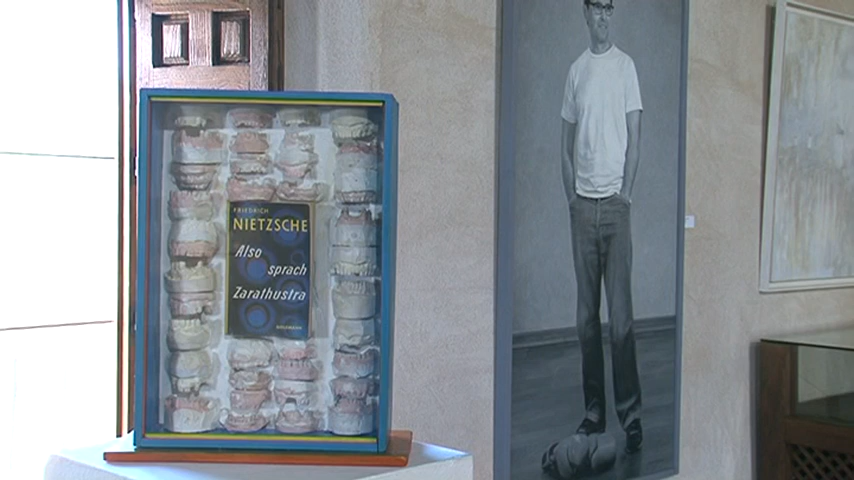 FRIEDRICH
NIETZSCHE
Also
sprach
Zarathustra